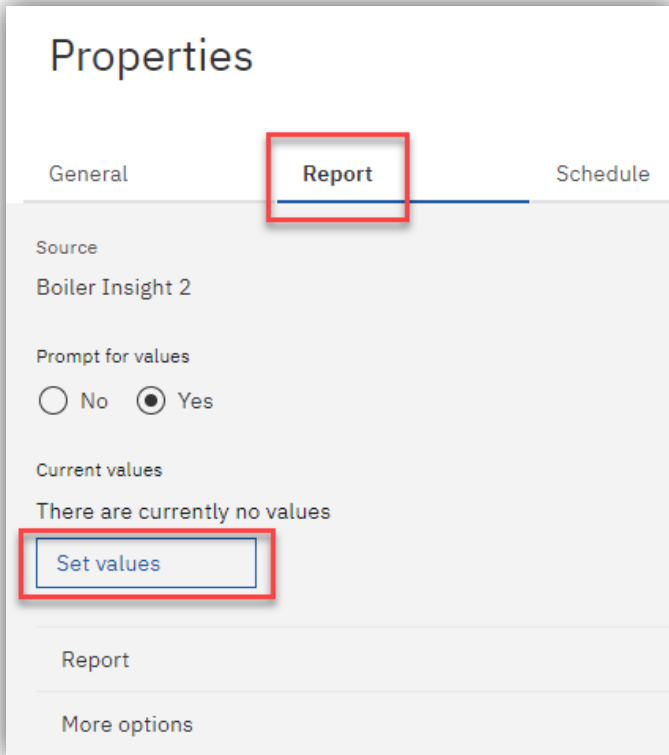 Properties
General Report Schedule
Source
Boiler Insight 2
Prompt for values
No Yes
Current values
There are currently no values
Set values
Report
More options